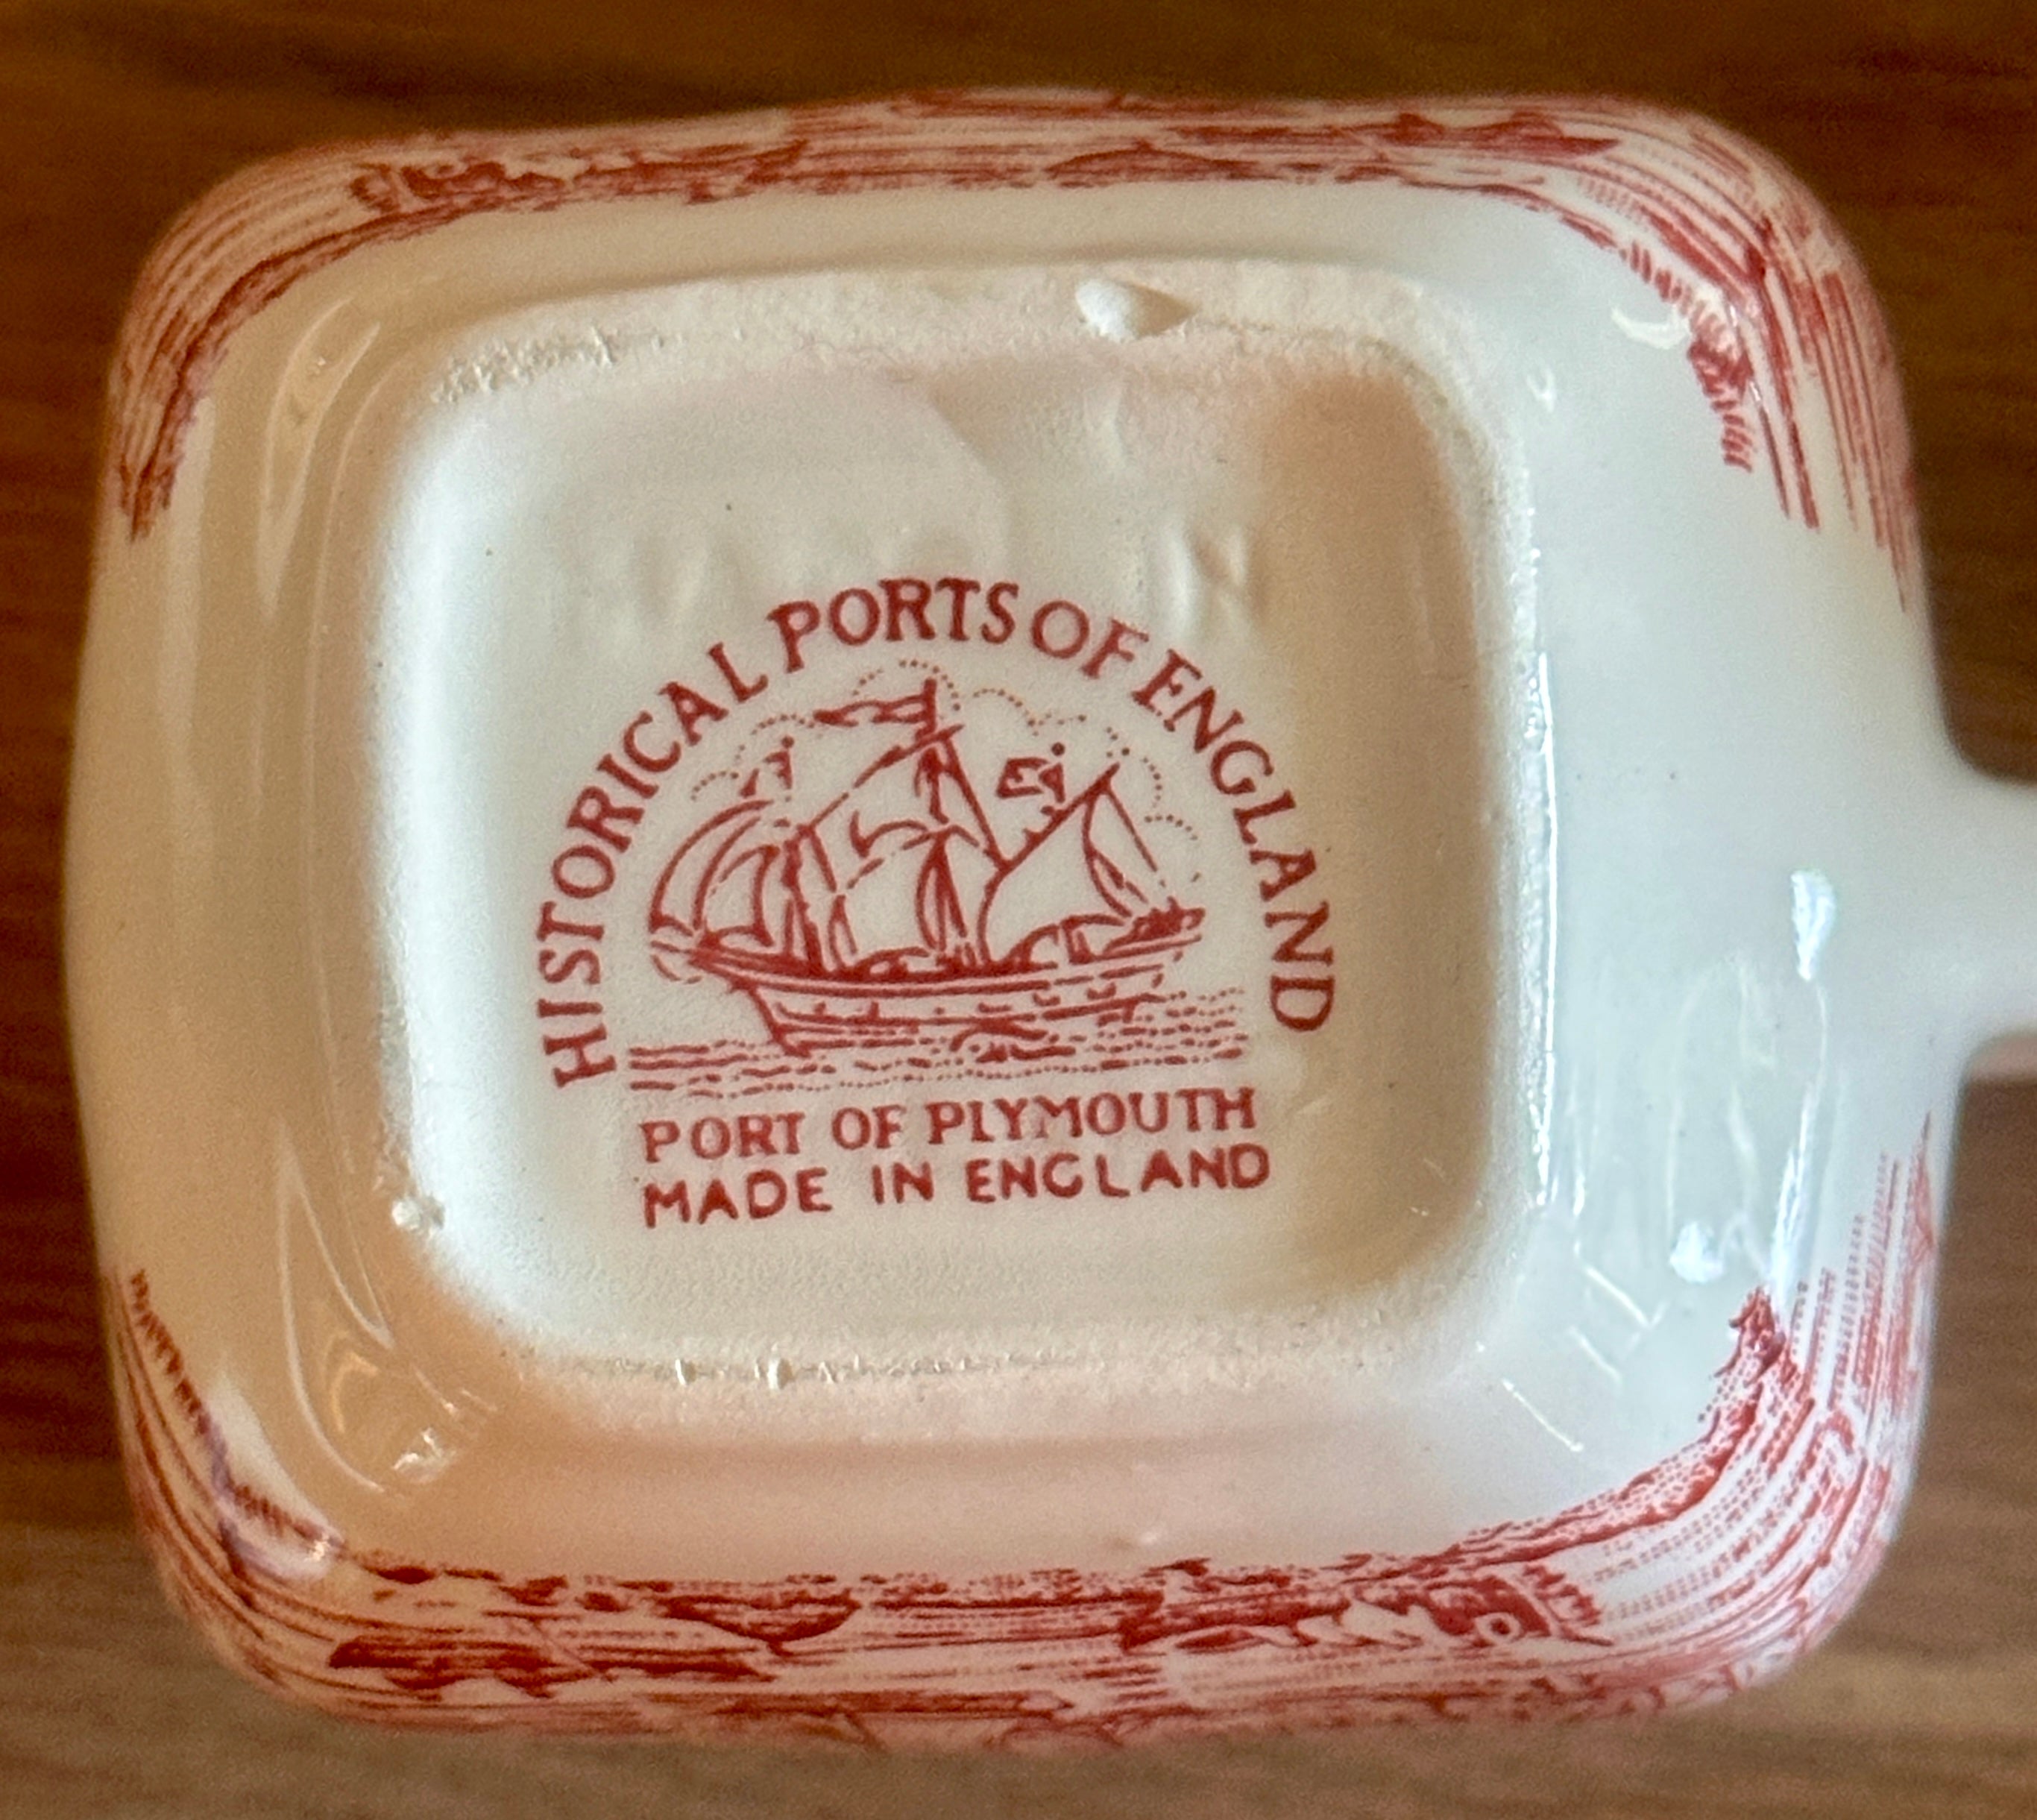 HISTORICAL PORTS OF ENGLAND
PORT OF PLYMOUTH
MADE IN ENGLAND